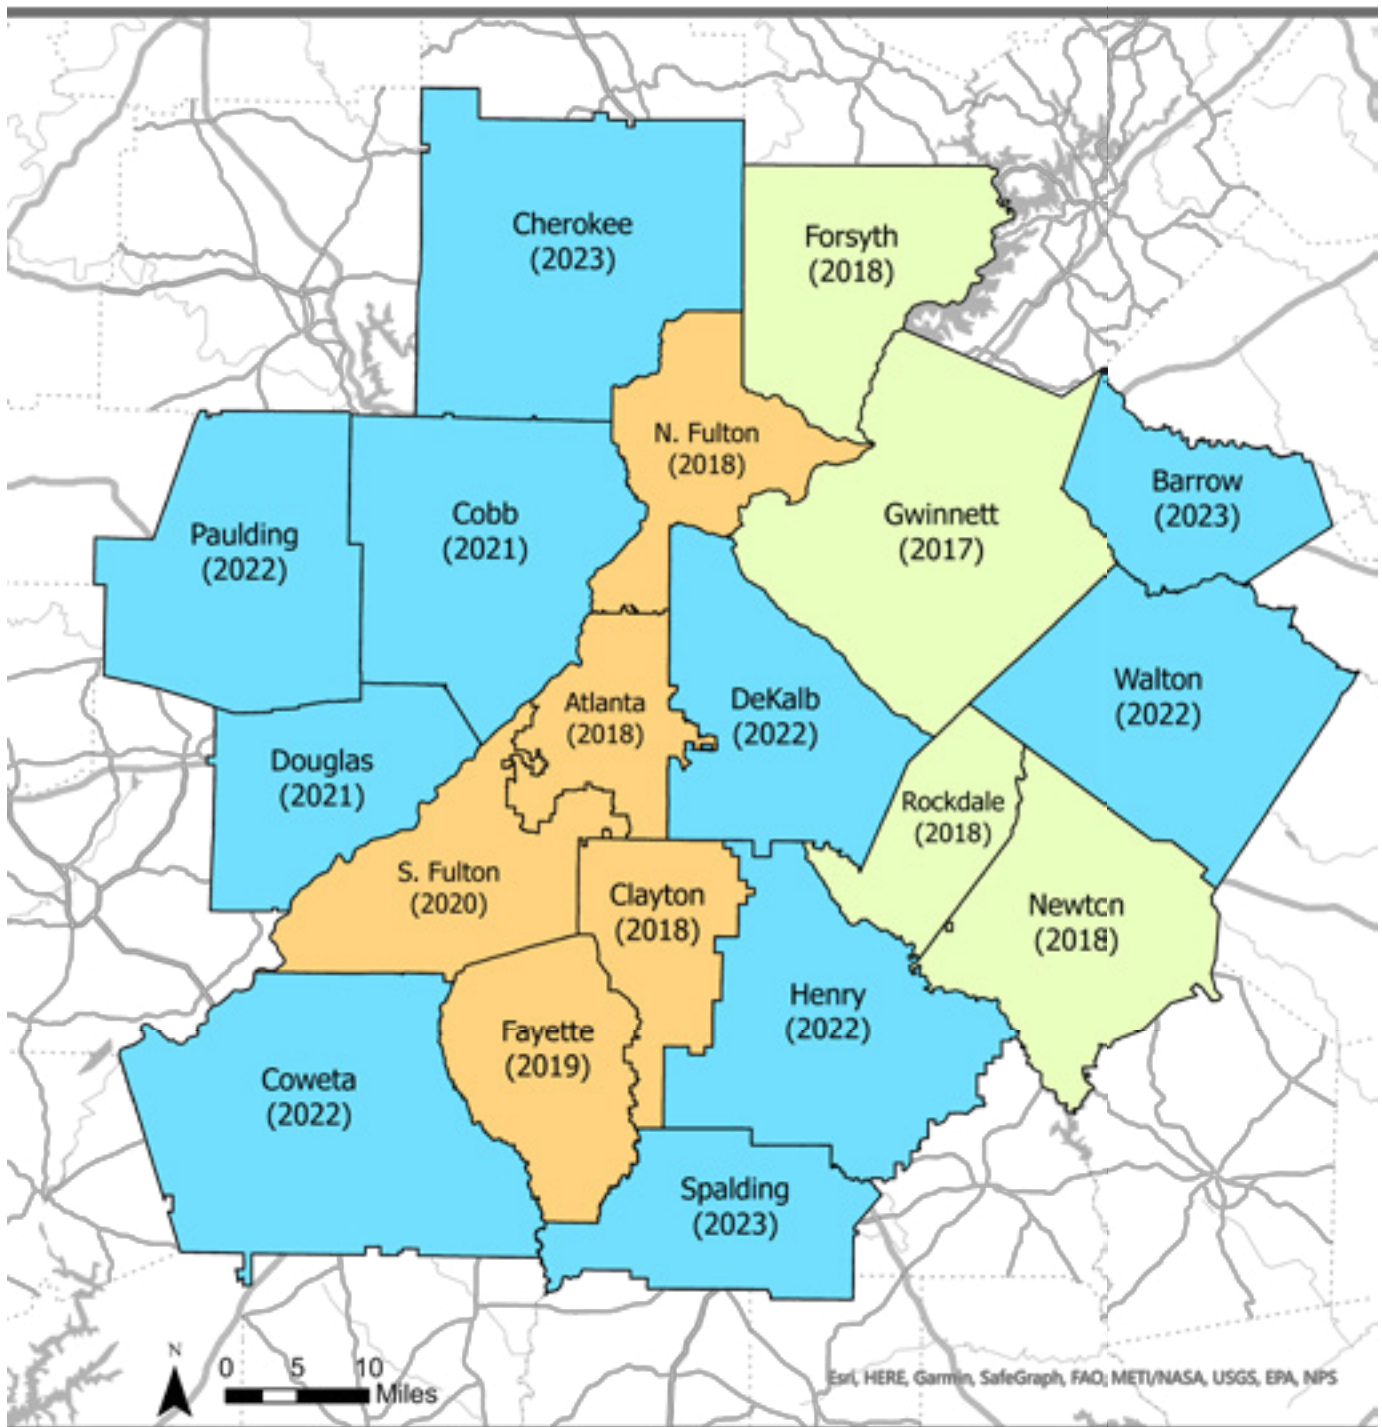 Cherokee
(2023)
Forsyth
(2018)
N. Fulton
(2018)
Barrow
(2023)
Cobb
(2021)
Gwinnett
(2017)
Paulding
(2022)
Walton
(2022)
Atlanta
(2018)
DeKalb
(2022)
Douglas
(2021)
Rockdale
(2018)
S. Fulton
(2020)
Clayton
(2018)
Newton
(2018)
Henry
(2022)
Fayette
(2019)
Coweta
(2022)
Spalding
(2023)
N
0 5 10
Miles
Esri, HERE, Garmin, SafeGraph, FAO, METI/NASA, USGS, EPA, NPS